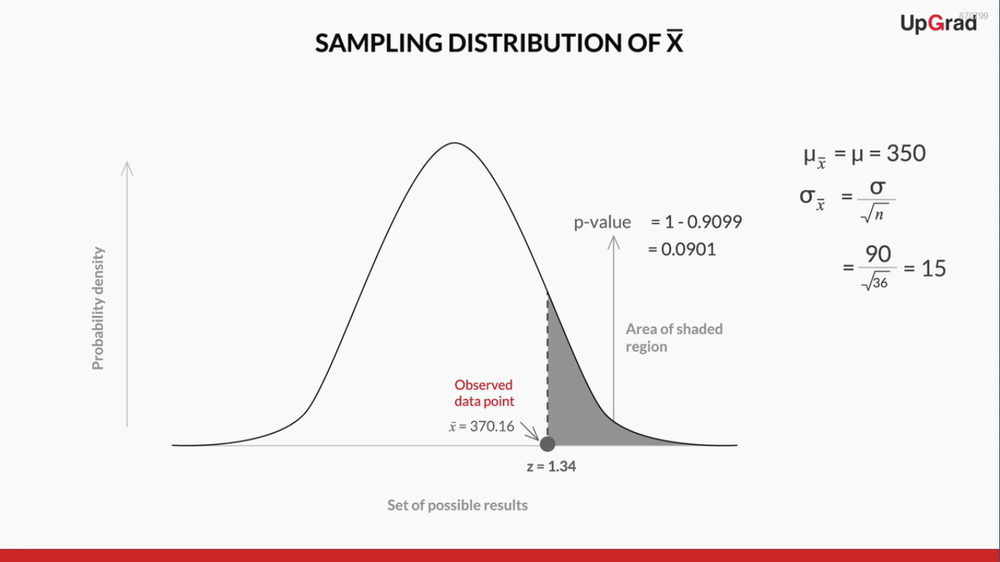 870799
UpGrad
SAMPLING DISTRIBUTION OF X̅
μx̅ = μ = 350
σx̅ = σ / √n
= 90 / √36 = 15
p-value = 1 - 0.9099
= 0.0901
Probability density
Area of shaded
region
Observed
data point
x̅ = 370.16
z = 1.34
Set of possible results